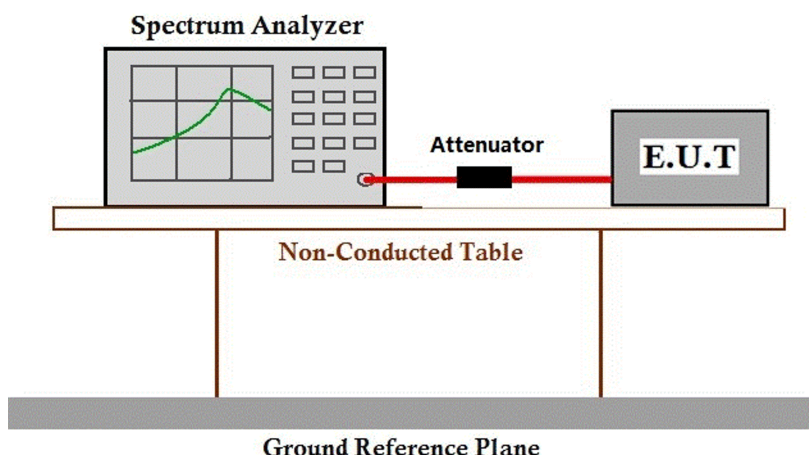 Spectrum Analyzer
Attenuator
E.U.T
Non-Conducted Table
Ground Reference Plane